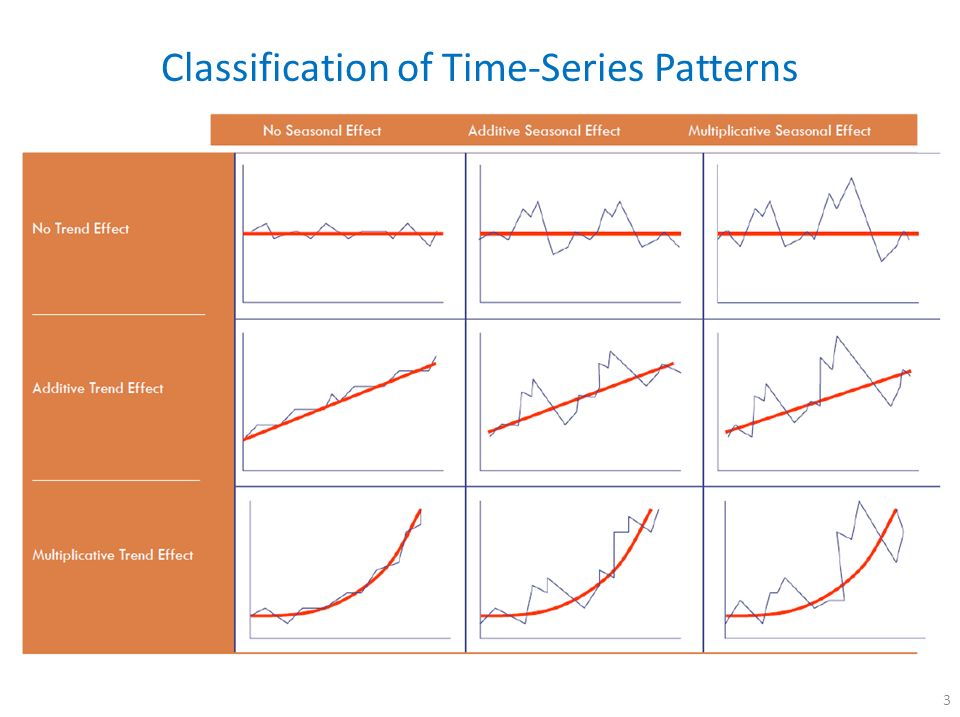 Classification of Time-Series Patterns
No Seasonal Effect
Additive Seasonal Effect
Multiplicative Seasonal Effect
No Trend Effect
Additive Trend Effect
Multiplicative Trend Effect
3